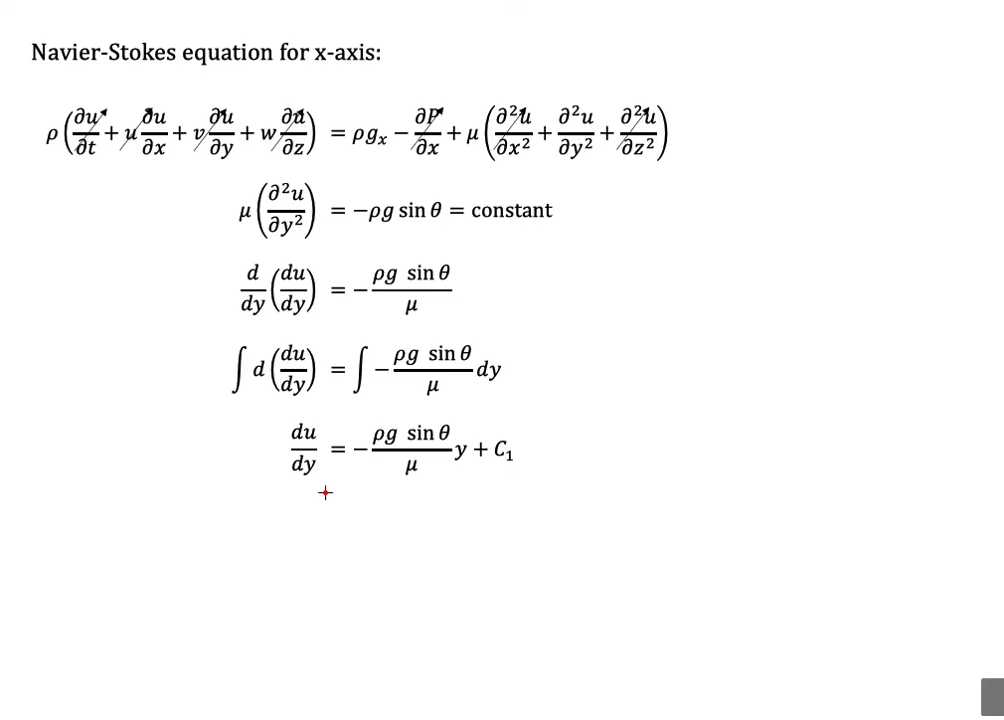 Navier-Stokes equation for x-axis:
ρ(∂u/∂t + u ∂u/∂x + v ∂u/∂y + w ∂u/∂z) = ρgₓ − ∂P/∂x + μ(∂²u/∂x² + ∂²u/∂y² + ∂²u/∂z²)
μ(∂²u/∂y²) = −ρg sin θ = constant
d/dy (du/dy) = − ρg sin θ / μ
∫ d(du/dy) = ∫ − ρg sin θ / μ dy
du/dy = − ρg sin θ / μ y + C₁